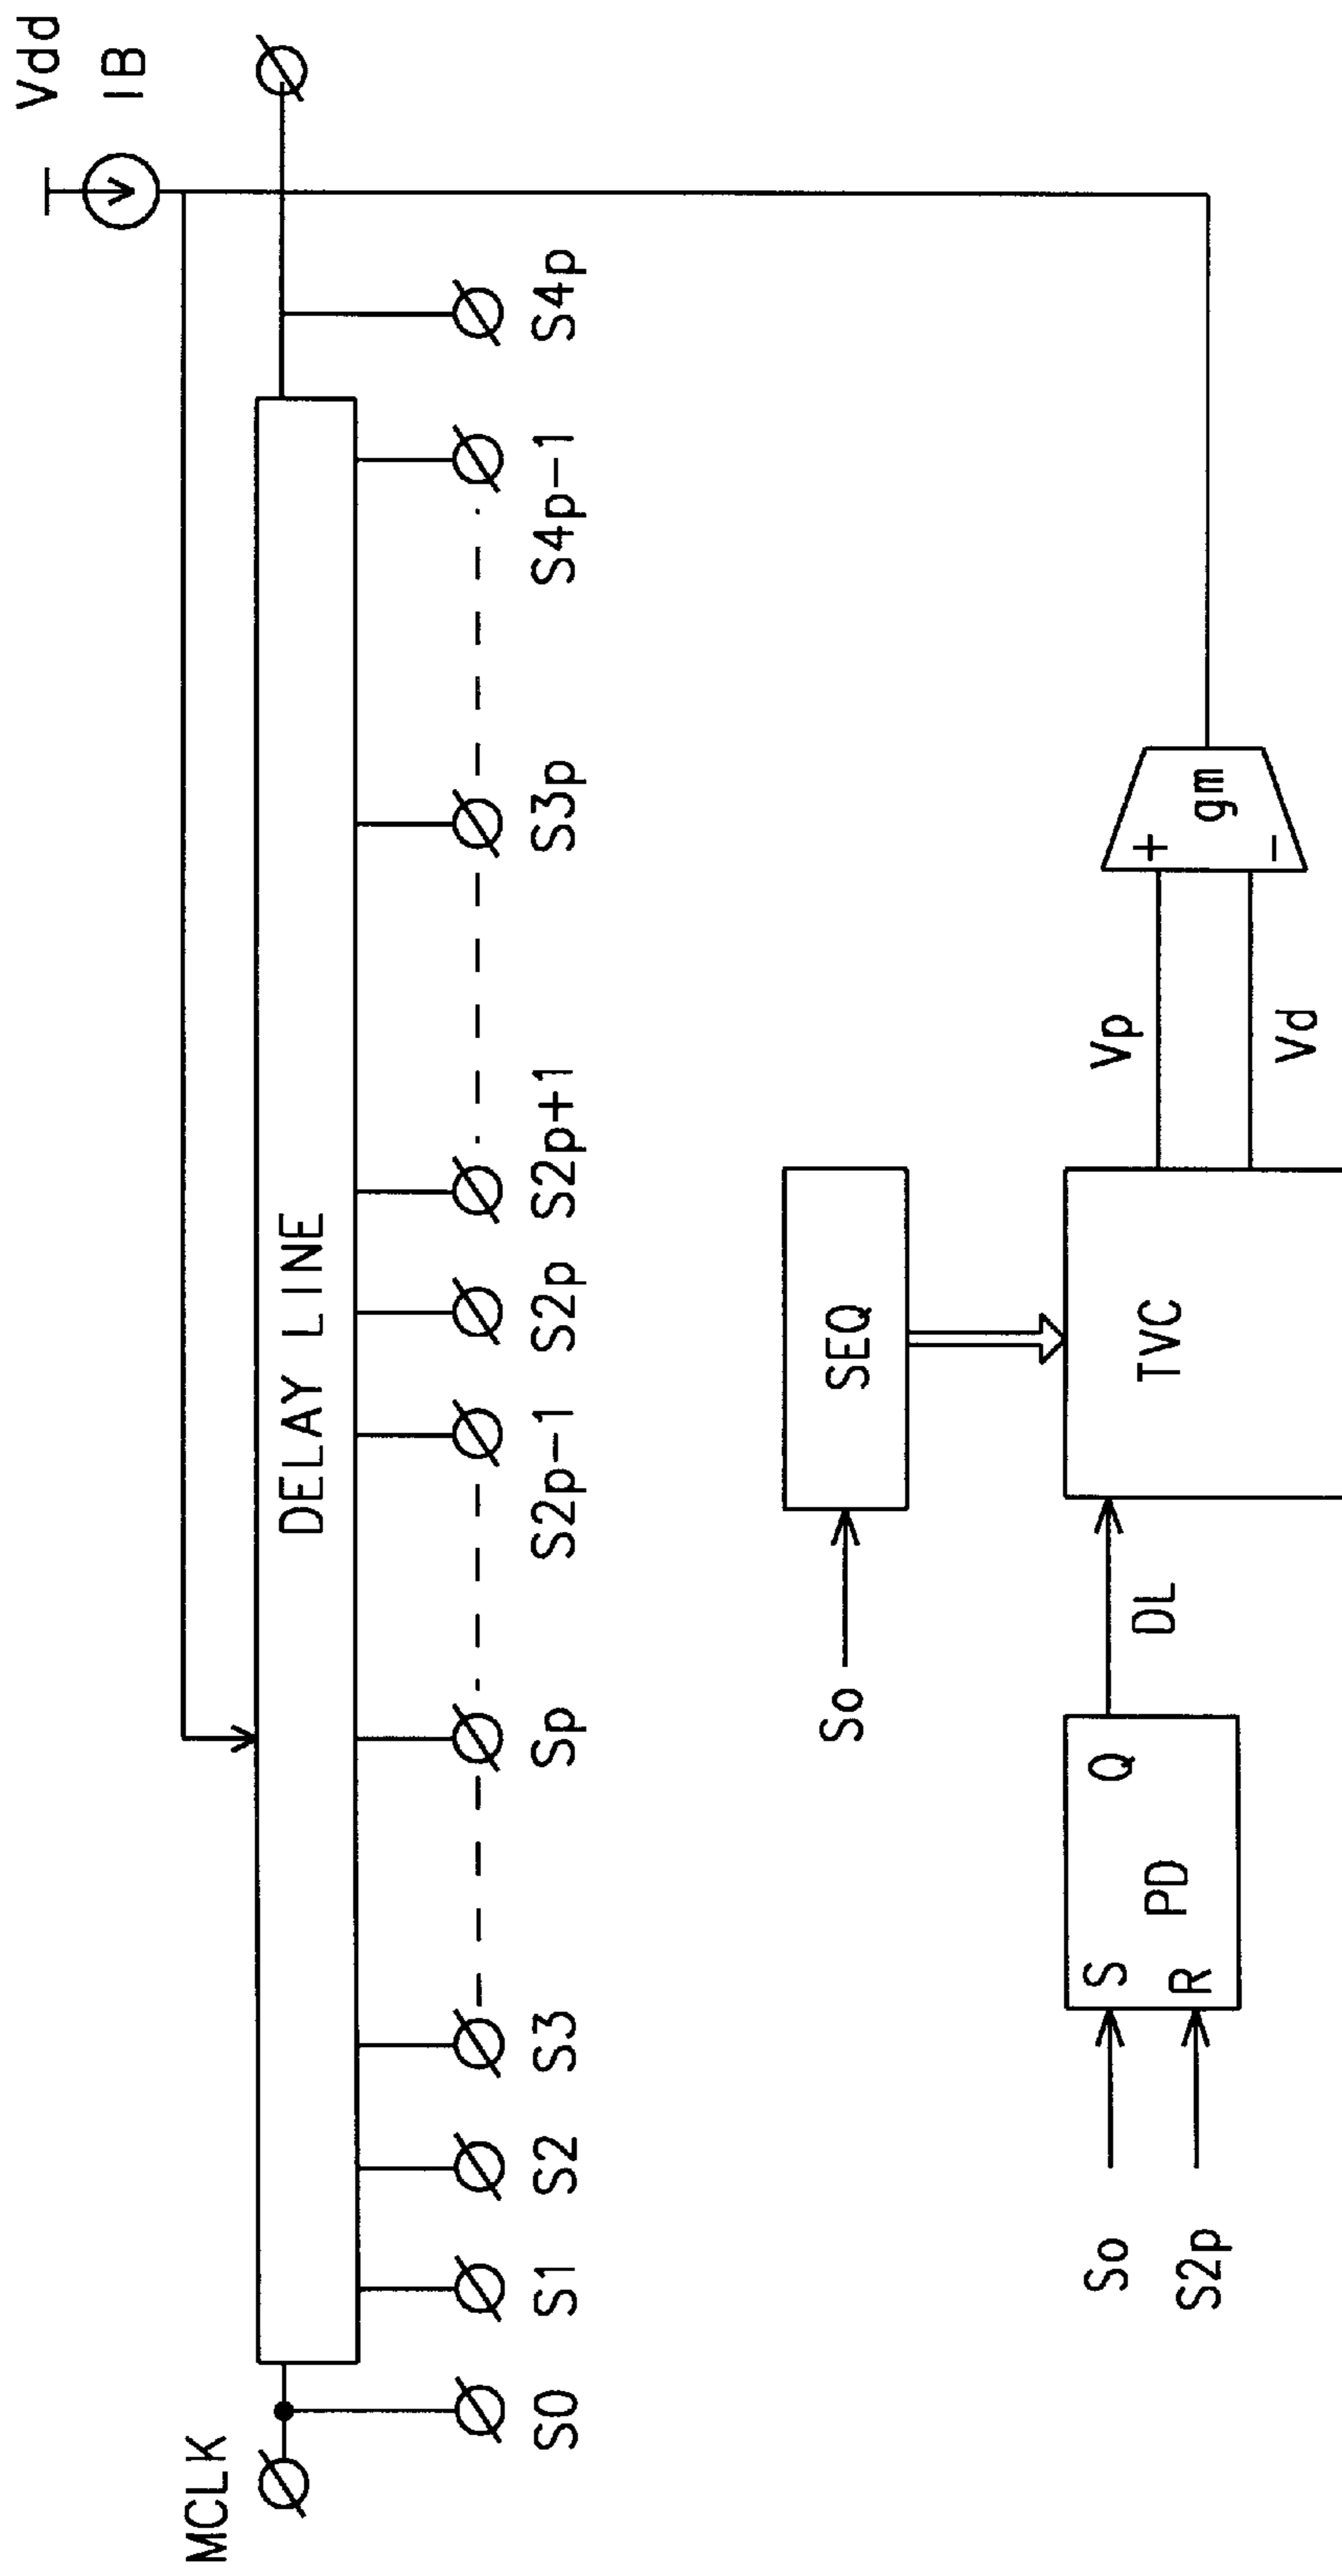 Vdd
IB
MCLK
DELAY LINE
S0
S1
S2
S3
Sp
S2p-1
S2p
S2p+1
S3p
S4p-1
S4p
So
SEQ
So
S2p
S
R
Q
PD
DL
TVC
Vp
Vd
+
-
gm